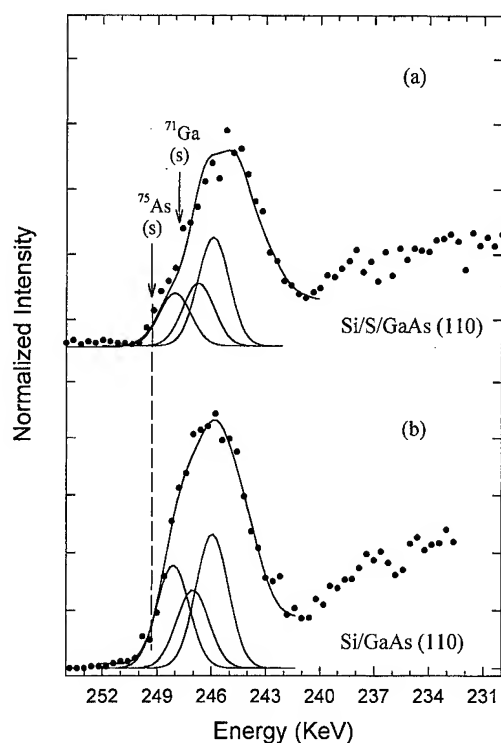 (a)
⁷¹Ga
(s)
⁷⁵As
(s)
Si/S/GaAs (110)
(b)
Si/GaAs (110)
Normalized Intensity
252 249 246 243 240 237 234 231
Energy (KeV)